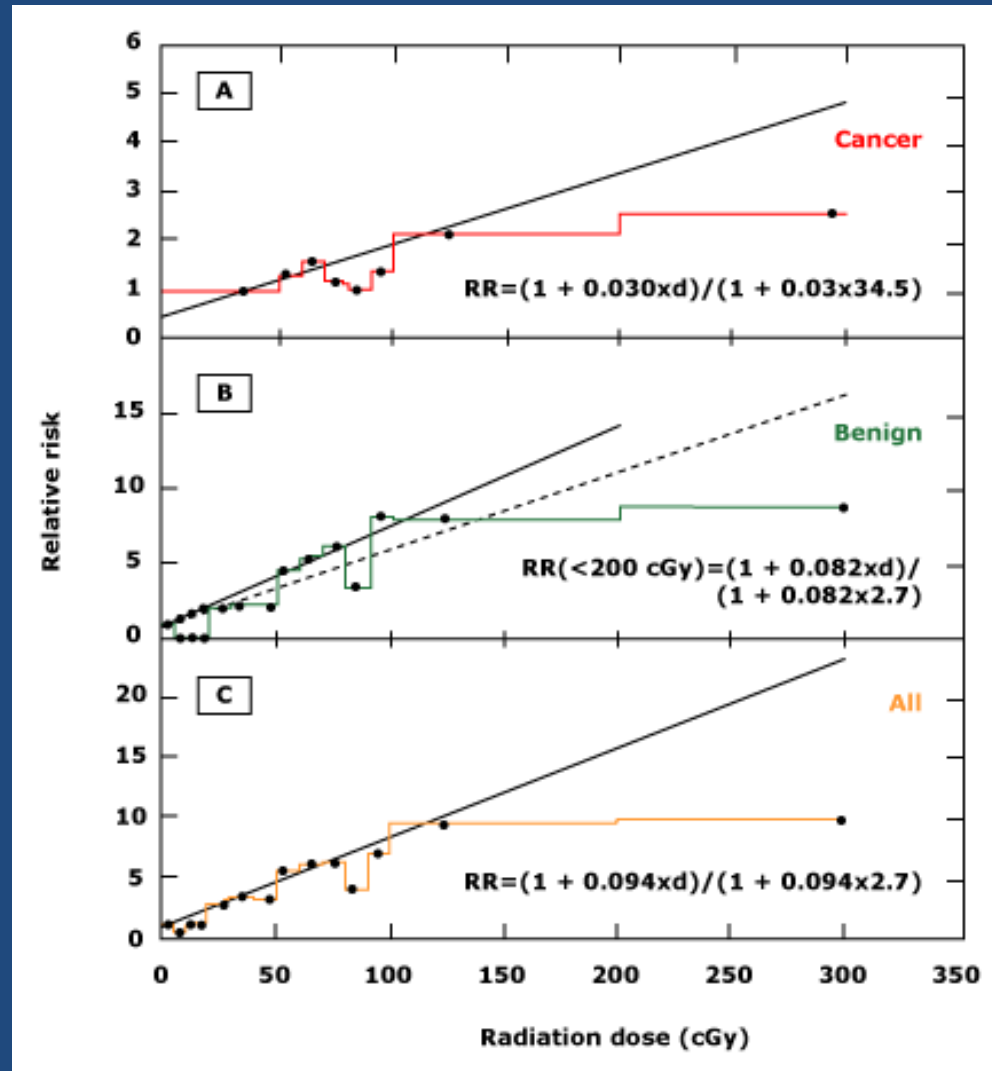 6
5
4
3
2
1
0
A
Cancer
RR=(1 + 0.030xd)/(1 + 0.03x34.5)
15
10
5
0
B
Benign
RR(<200 cGy)=(1 + 0.082xd)/
(1 + 0.082x2.7)
Relative risk
20
15
10
5
0
C
All
RR=(1 + 0.094xd)/(1 + 0.094x2.7)
0 50 100 150 200 250 300 350
Radiation dose (cGy)